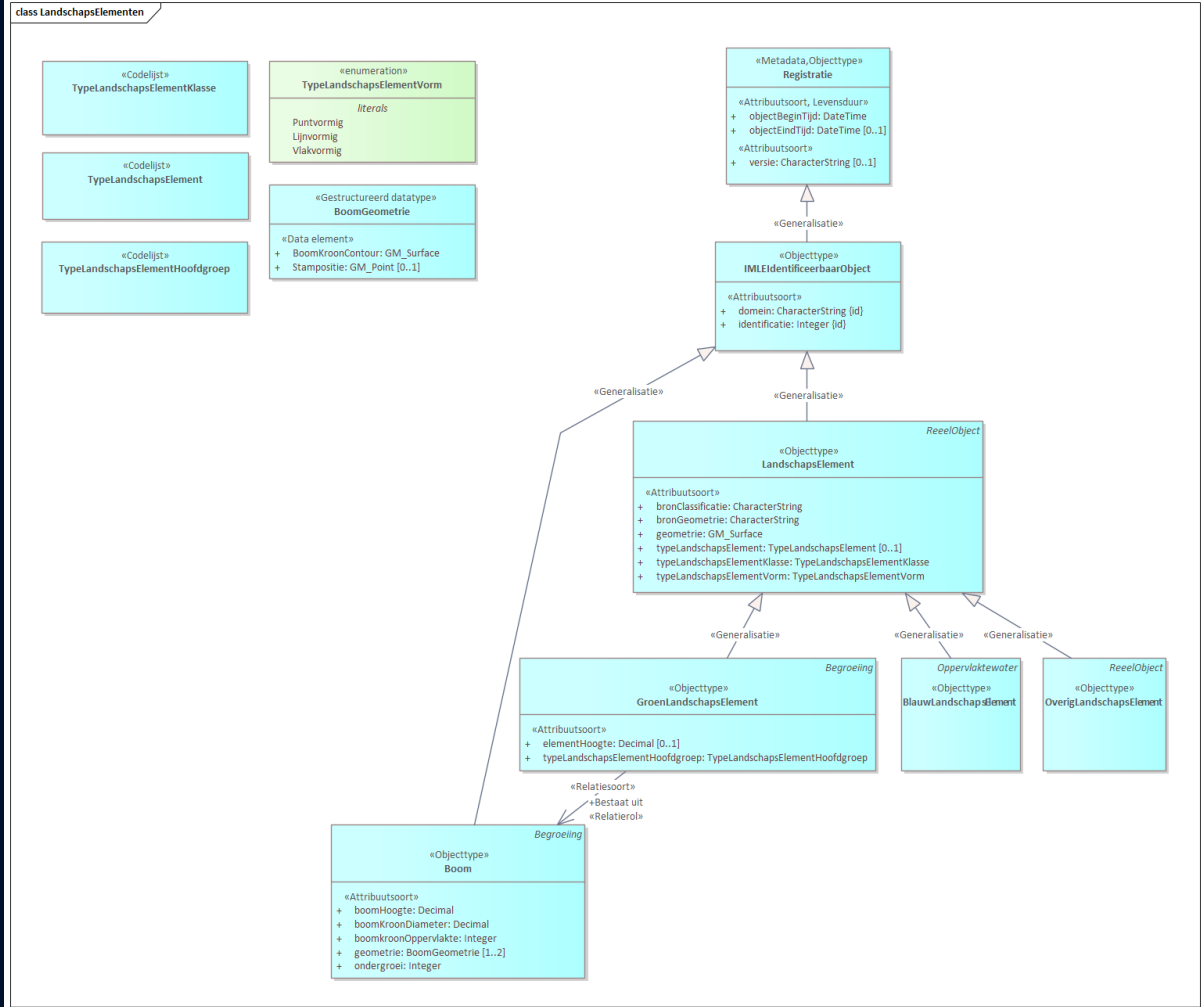 class LandschapsElementen
«Codelijst»
TypeLandschapsElementKlasse
«Codelijst»
TypeLandschapsElement
«Codelijst»
TypeLandschapsElementHoofdgroep
«enumeration»
TypeLandschapsElementVorm
literals
Puntvormig
Lijnvormig
Vlakvormig
«Gestructureerd datatype»
BoomGeometrie
«Data element»
+ BoomKroonContour: GM_Surface
+ Stampositie: GM_Point [0..1]
«Metadata,Objecttype»
Registratie
«Attribuutsoort, Levensduur»
+ objectBeginTijd: DateTime
+ objectEindTijd: DateTime [0..1]
«Attribuutsoort»
+ versie: CharacterString [0..1]
«Generalisatie»
«Objecttype»
IMLEIdentificeerbaarObject
«Attribuutsoort»
+ domein: CharacterString {id}
+ identificatie: Integer {id}
«Generalisatie»
«Generalisatie»
ReeelObject
«Objecttype»
LandschapsElement
«Attribuutsoort»
+ bronClassificatie: CharacterString
+ bronGeometrie: CharacterString
+ geometrie: GM_Surface
+ typeLandschapsElement: TypeLandschapsElement [0..1]
+ typeLandschapsElementKlasse: TypeLandschapsElementKlasse
+ typeLandschapsElementVorm: TypeLandschapsElementVorm
«Generalisatie»
«Generalisatie»
«Generalisatie»
Begroeiing
«Objecttype»
GroenLandschapsElement
«Attribuutsoort»
+ elementHoogte: Decimal [0..1]
+ typeLandschapsElementHoofdgroep: TypeLandschapsElementHoofdgroep
Oppervlaktewater
«Objecttype»
BlauwLandschapsElement
ReeelObject
«Objecttype»
OverigLandschapsElement
«Relatiesoort»
+Bestaat uit
«Relatierol»
Begroeiing
«Objecttype»
Boom
«Attribuutsoort»
+ boomHoogte: Decimal
+ boomKroonDiameter: Decimal
+ boomkroonOppervlakte: Integer
+ geometrie: BoomGeometrie [1..2]
+ ondergroei: Integer